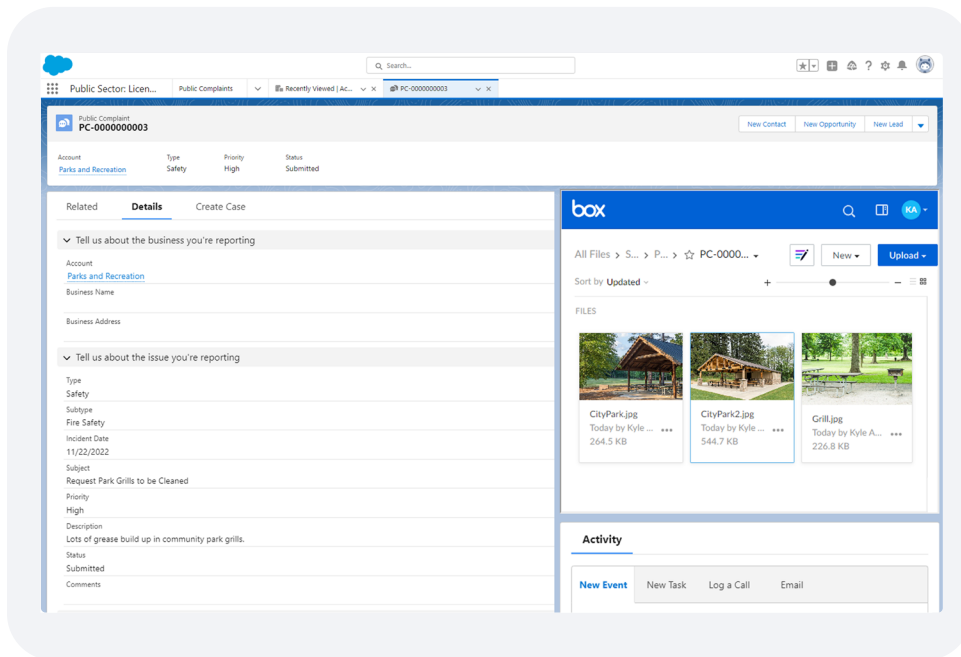 Search...
Public Sector: Licen...
Public Complaints
Recently Viewed | Ac...
PC-0000000003
Public Complaint
PC-0000000003
New Contact
New Opportunity
New Lead
Account
Type
Priority
Status
Parks and Recreation
Safety
High
Submitted
Related
Details
Create Case
Tell us about the business you're reporting
Account
Parks and Recreation
Business Name
Business Address
Tell us about the issue you're reporting
Type
Safety
Subtype
Fire Safety
Incident Date
11/22/2022
Subject
Request Park Grills to be Cleaned
Priority
High
Description
Lots of grease build up in community park grills.
Status
Submitted
Comments
box
KA
All Files > S... > P... > PC-0000...
New
Upload
Sort by Updated
FILES
CityPark.jpg
Today by Kyle ...
264.5 KB
CityPark2.jpg
Today by Kyle ...
544.7 KB
Grill.jpg
Today by Kyle A...
226.8 KB
Activity
New Event
New Task
Log a Call
Email